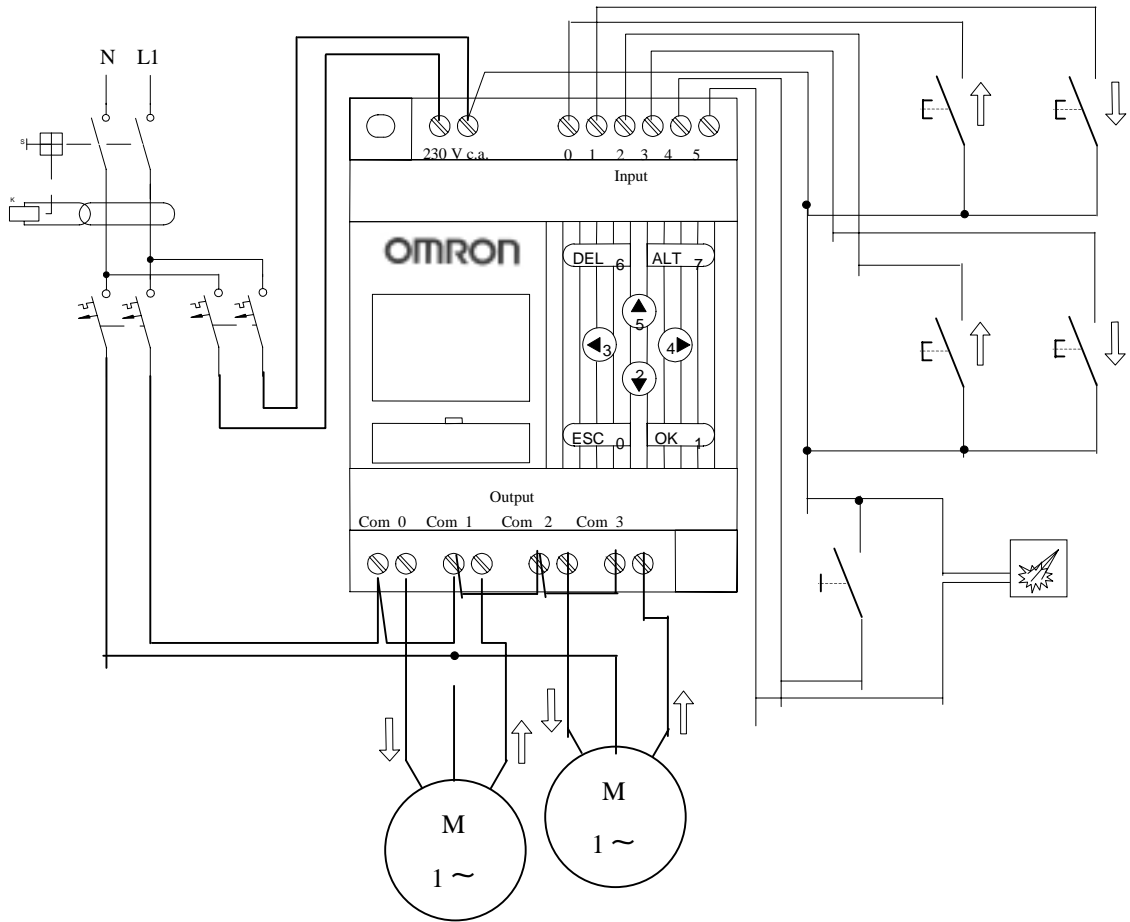 N L1
S
K
230 V c.a.
0 1 2 3 4 5
Input
OMRON
DEL 6 ALT 7
5
3 4
2
ESC 0 OK 1
Output
Com 0 Com 1 Com 2 Com 3
M
1 ~
M
1 ~